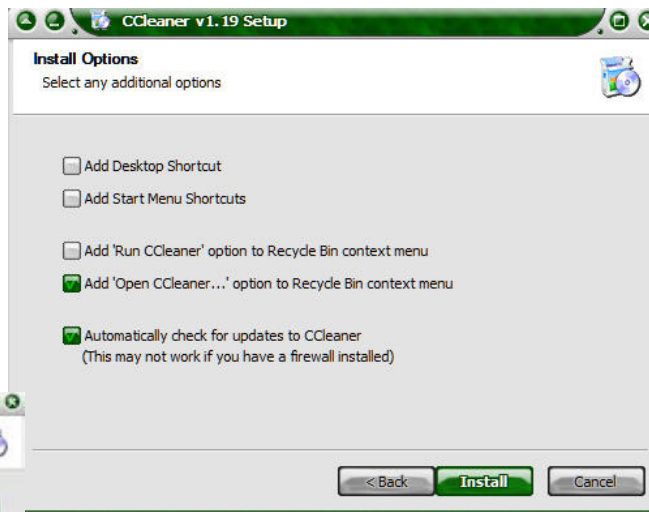 CCleaner v1.19 Setup
Install Options
Select any additional options
Add Desktop Shortcut
Add Start Menu Shortcuts
Add 'Run CCleaner' option to Recycle Bin context menu
Add 'Open CCleaner...' option to Recycle Bin context menu
Automatically check for updates to CCleaner
(This may not work if you have a firewall installed)
< Back
Install
Cancel